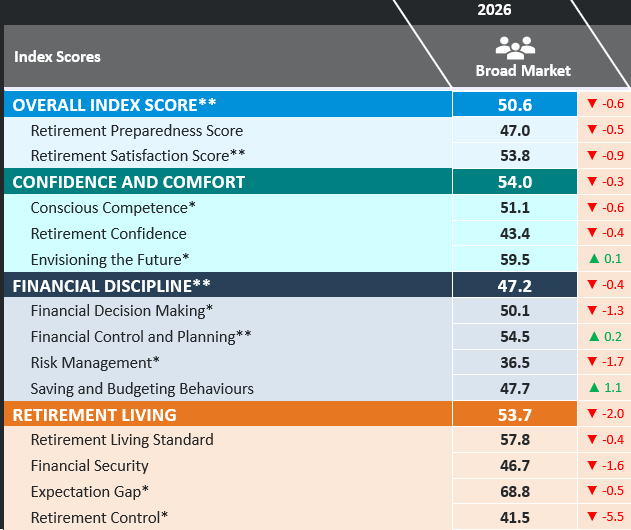 2026
Index Scores
Broad Market
OVERALL INDEX SCORE** 50.6 ▼ -0.6
Retirement Preparedness Score 47.0 ▼ -0.5
Retirement Satisfaction Score** 53.8 ▼ -0.9
CONFIDENCE AND COMFORT 54.0 ▼ -0.3
Conscious Competence* 51.1 ▼ -0.6
Retirement Confidence 43.4 ▼ -0.4
Envisioning the Future* 59.5 ▲ 0.1
FINANCIAL DISCIPLINE** 47.2 ▼ -0.4
Financial Decision Making* 50.1 ▼ -1.3
Financial Control and Planning** 54.5 ▲ 0.2
Risk Management* 36.5 ▼ -1.7
Saving and Budgeting Behaviours 47.7 ▲ 1.1
RETIREMENT LIVING 53.7 ▼ -2.0
Retirement Living Standard 57.8 ▼ -0.4
Financial Security 46.7 ▼ -1.6
Expectation Gap* 68.8 ▼ -0.5
Retirement Control* 41.5 ▼ -5.5